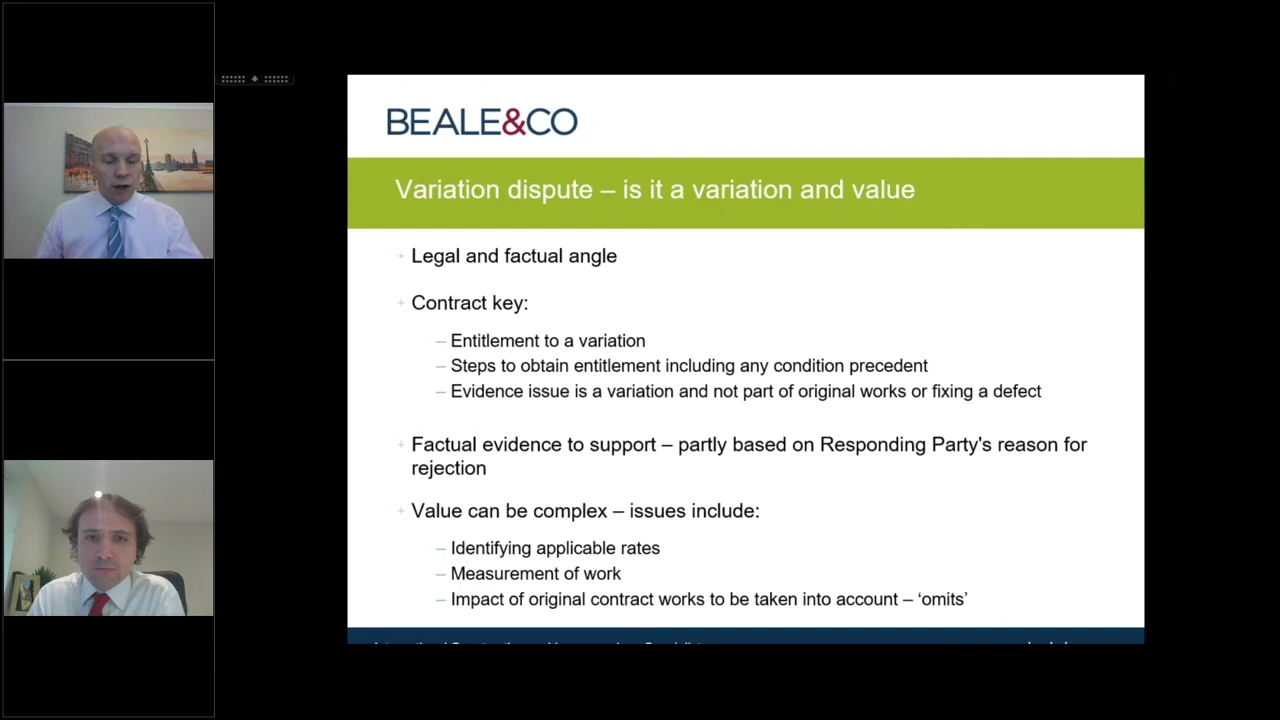 BEALE&CO
Variation dispute – is it a variation and value
Legal and factual angle
Contract key:
– Entitlement to a variation
– Steps to obtain entitlement including any condition precedent
– Evidence issue is a variation and not part of original works or fixing a defect
Factual evidence to support – partly based on Responding Party's reason for
rejection
Value can be complex – issues include:
– Identifying applicable rates
– Measurement of work
– Impact of original contract works to be taken into account – ‘omits’